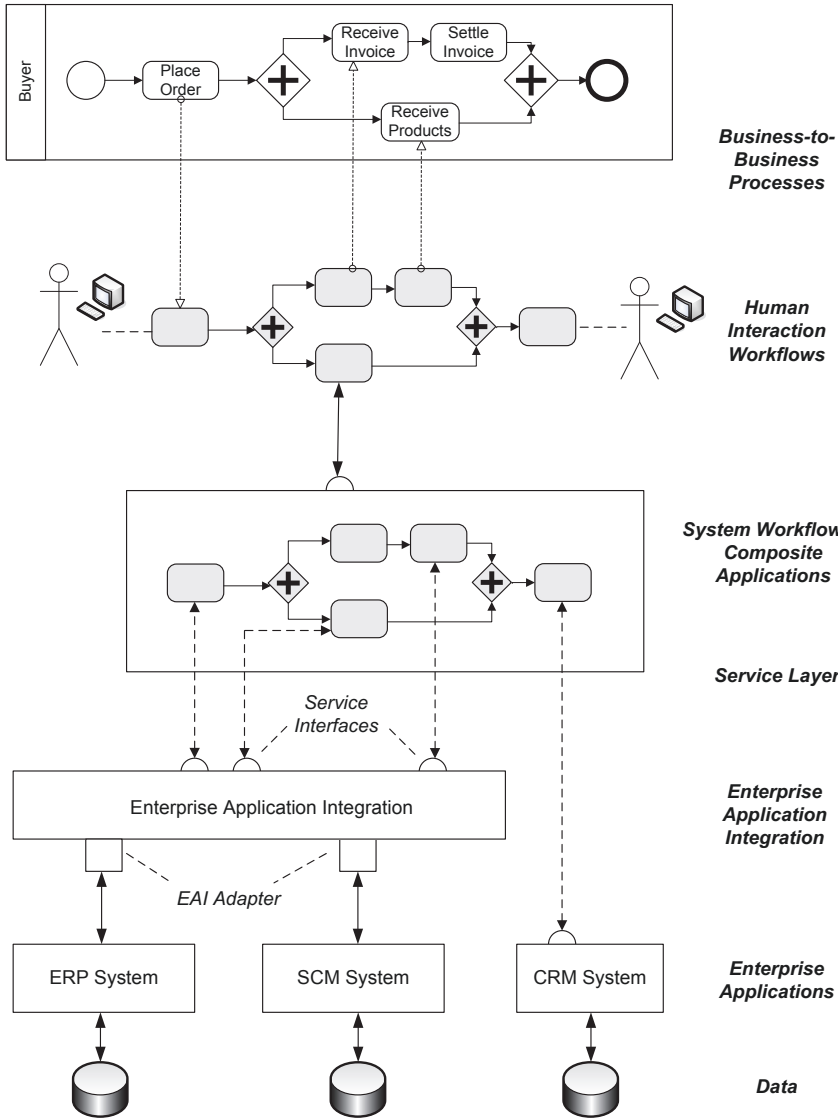 Buyer
Place
Order
Receive
Invoice
Settle
Invoice
Receive
Products
Business-to-
Business
Processes
Human
Interaction
Workflows
System Workflow
Composite
Applications
Service Layer
Service
Interfaces
Enterprise Application Integration
Enterprise
Application
Integration
EAI Adapter
ERP System
SCM System
CRM System
Enterprise
Applications
Data